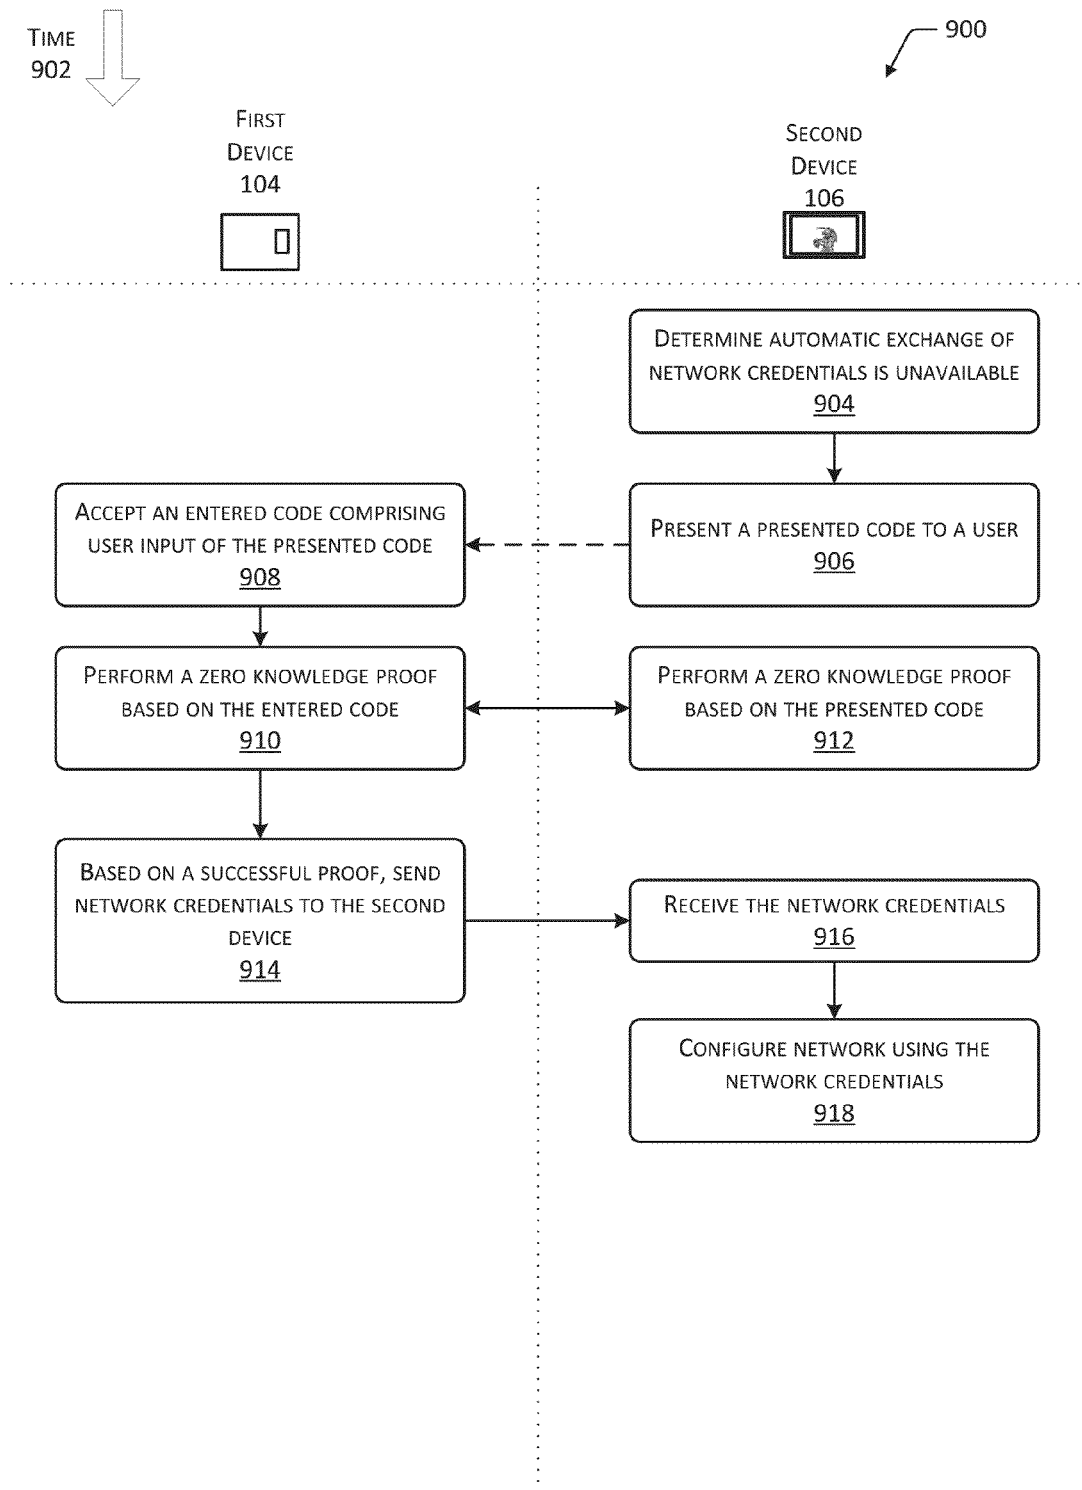 Time
902
900
First
Device
104
Second
Device
106
Determine automatic exchange of
network credentials is unavailable
904
Accept an entered code comprising
user input of the presented code
908
Present a presented code to a user
906
Perform a zero knowledge proof
based on the entered code
910
Perform a zero knowledge proof
based on the presented code
912
Based on a successful proof, send
network credentials to the second
device
914
Receive the network credentials
916
Configure network using the
network credentials
918